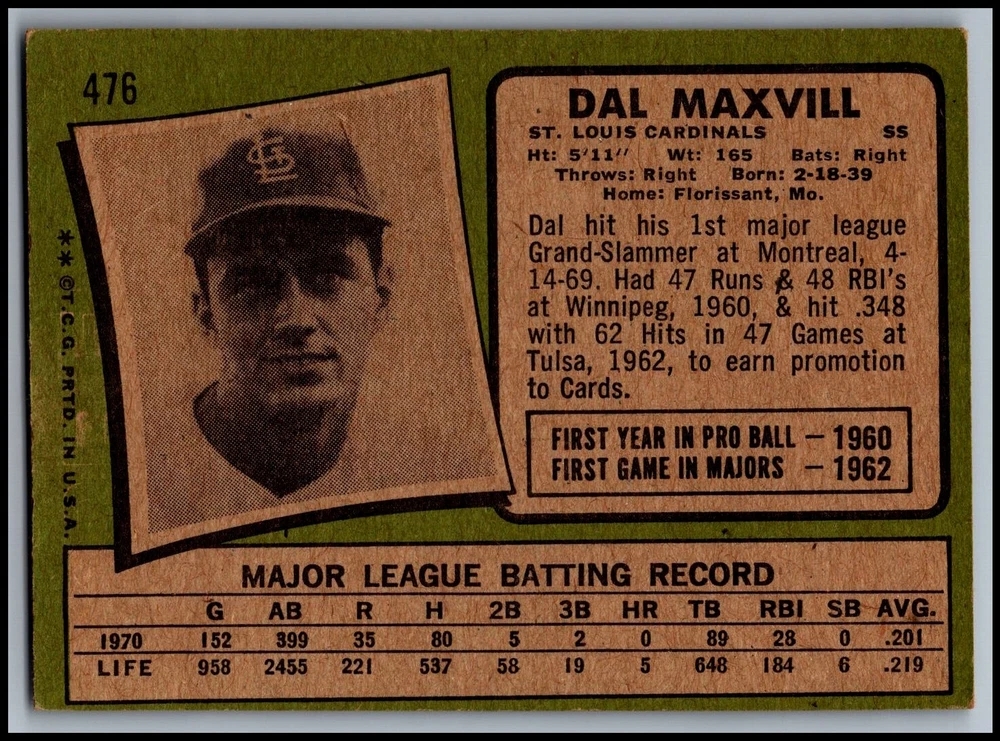 476
DAL MAXVILL
ST. LOUIS CARDINALS SS
Ht: 5'11" Wt: 165 Bats: Right
Throws: Right Born: 2-18-39
Home: Florissant, Mo.
Dal hit his 1st major league
Grand-Slammer at Montreal, 4-
14-69. Had 47 Runs & 48 RBI's
at Winnipeg, 1960, & hit .348
with 62 Hits in 47 Games at
Tulsa, 1962, to earn promotion
to Cards.
FIRST YEAR IN PRO BALL — 1960
FIRST GAME IN MAJORS — 1962
StL
**©T.C.G. PRTD. IN U.S.A.
MAJOR LEAGUE BATTING RECORD
G AB R H 2B 3B HR TB RBI SB AVG.
1970 152 399 35 80 5 2 0 89 28 0 .201
LIFE 958 2455 221 537 58 19 5 648 184 6 .219